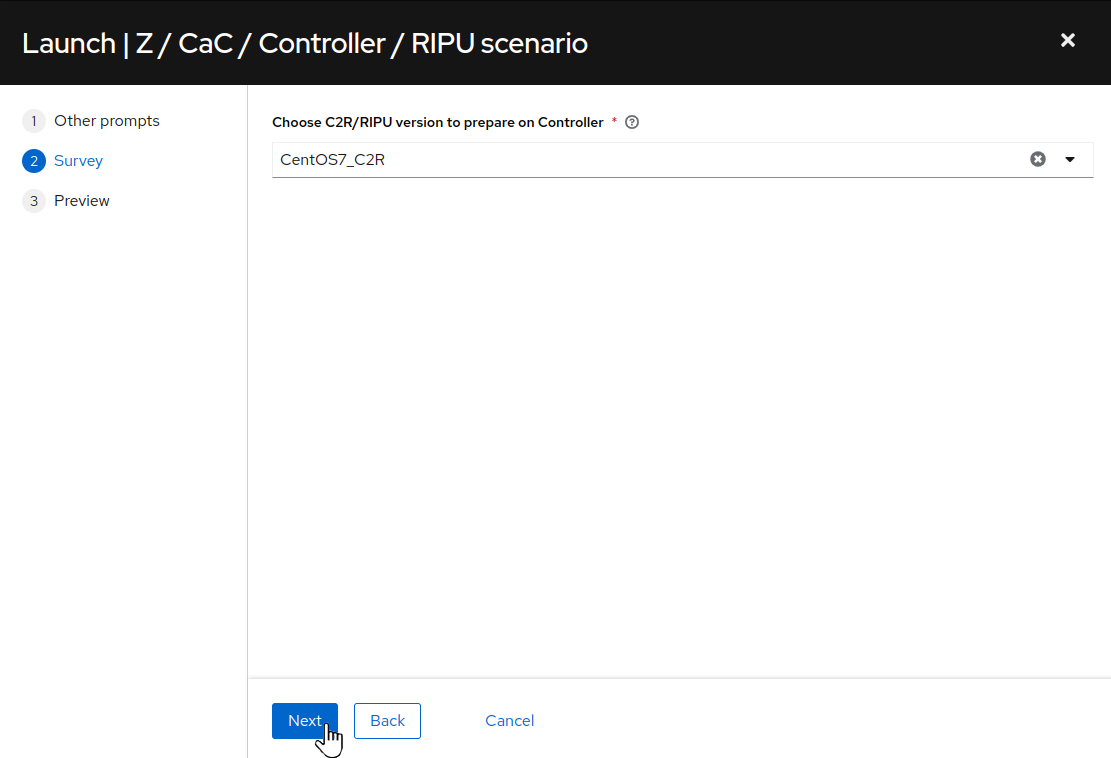 Launch | Z / CaC / Controller / RIPU scenario
1 Other prompts
2 Survey
3 Preview
Choose C2R/RIPU version to prepare on Controller *
CentOS7_C2R
Next Back Cancel